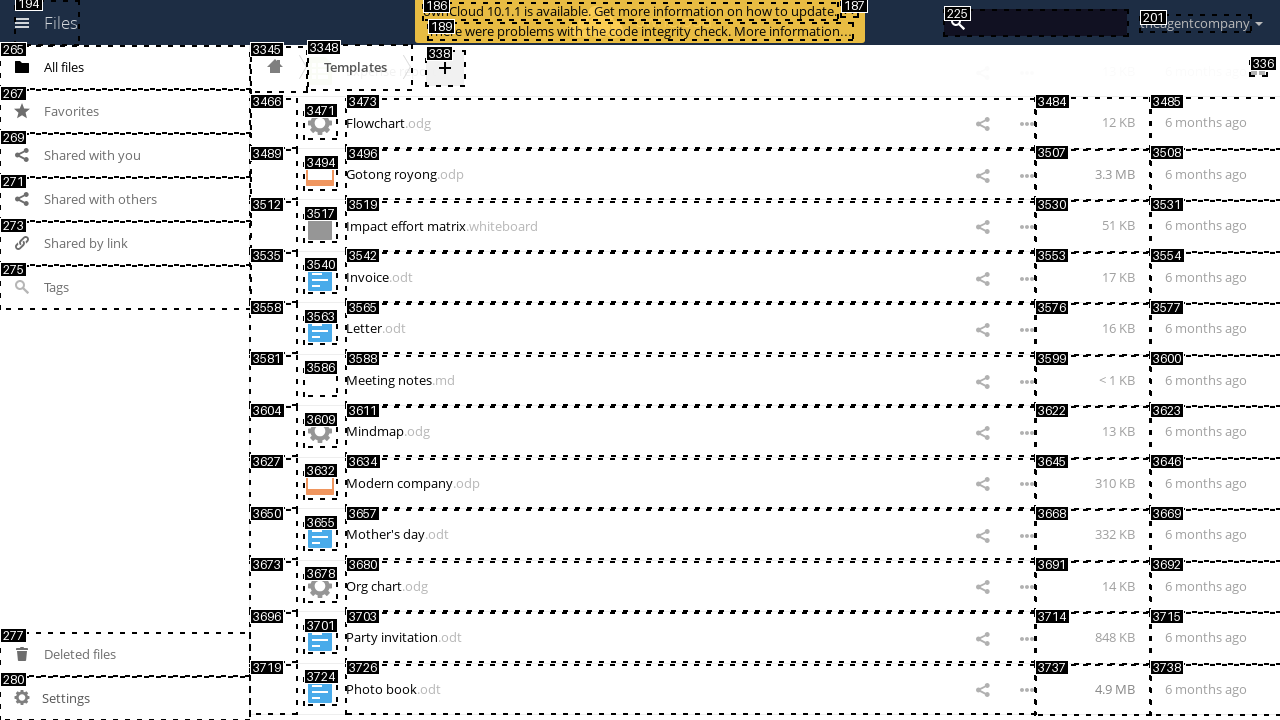 194
Files
186
ownCloud 10.1.1 is available. Get more information on how to update.
187
189
There were problems with the code integrity check. More information…
225
201
theagentcompany
265
All files
3345
3348
Templates
338
+
336
267
Favorites
3466
3471
3473
Flowchart.odg
3484
12 KB
3485
6 months ago
269
Shared with you
3489
3494
3496
Gotong royong.odp
3507
3.3 MB
3508
6 months ago
271
Shared with others
3512
3517
3519
Impact effort matrix.whiteboard
3530
51 KB
3531
6 months ago
273
Shared by link
3535
3540
3542
Invoice.odt
3553
17 KB
3554
6 months ago
275
Tags
3558
3563
3565
Letter.odt
3576
16 KB
3577
6 months ago
3581
3586
3588
Meeting notes.md
3599
< 1 KB
3600
6 months ago
3604
3609
3611
Mindmap.odg
3622
13 KB
3623
6 months ago
3627
3632
3634
Modern company.odp
3645
310 KB
3646
6 months ago
3650
3655
3657
Mother's day.odt
3668
332 KB
3669
6 months ago
3673
3678
3680
Org chart.odg
3691
14 KB
3692
6 months ago
3696
3701
3703
Party invitation.odt
3714
848 KB
3715
6 months ago
277
Deleted files
3719
3724
3726
Photo book.odt
3737
4.9 MB
3738
6 months ago
280
Settings